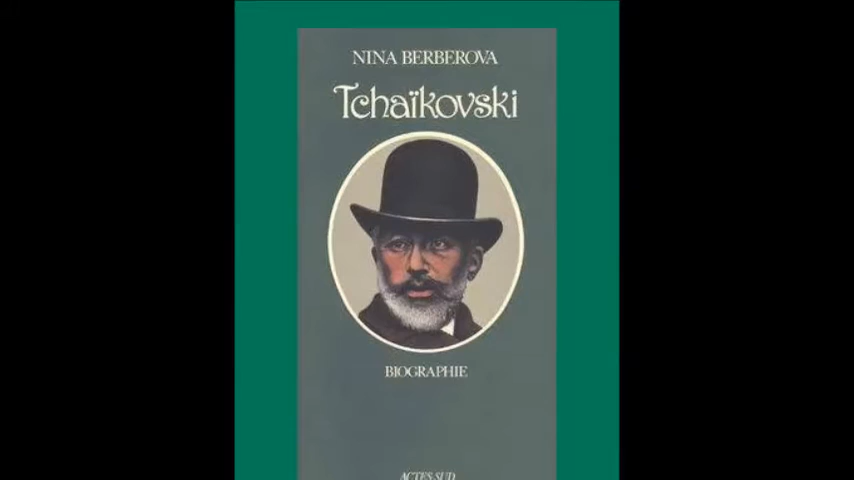 NINA BERBEROVA
Tchaïkovski
BIOGRAPHIE
ACTES SUD